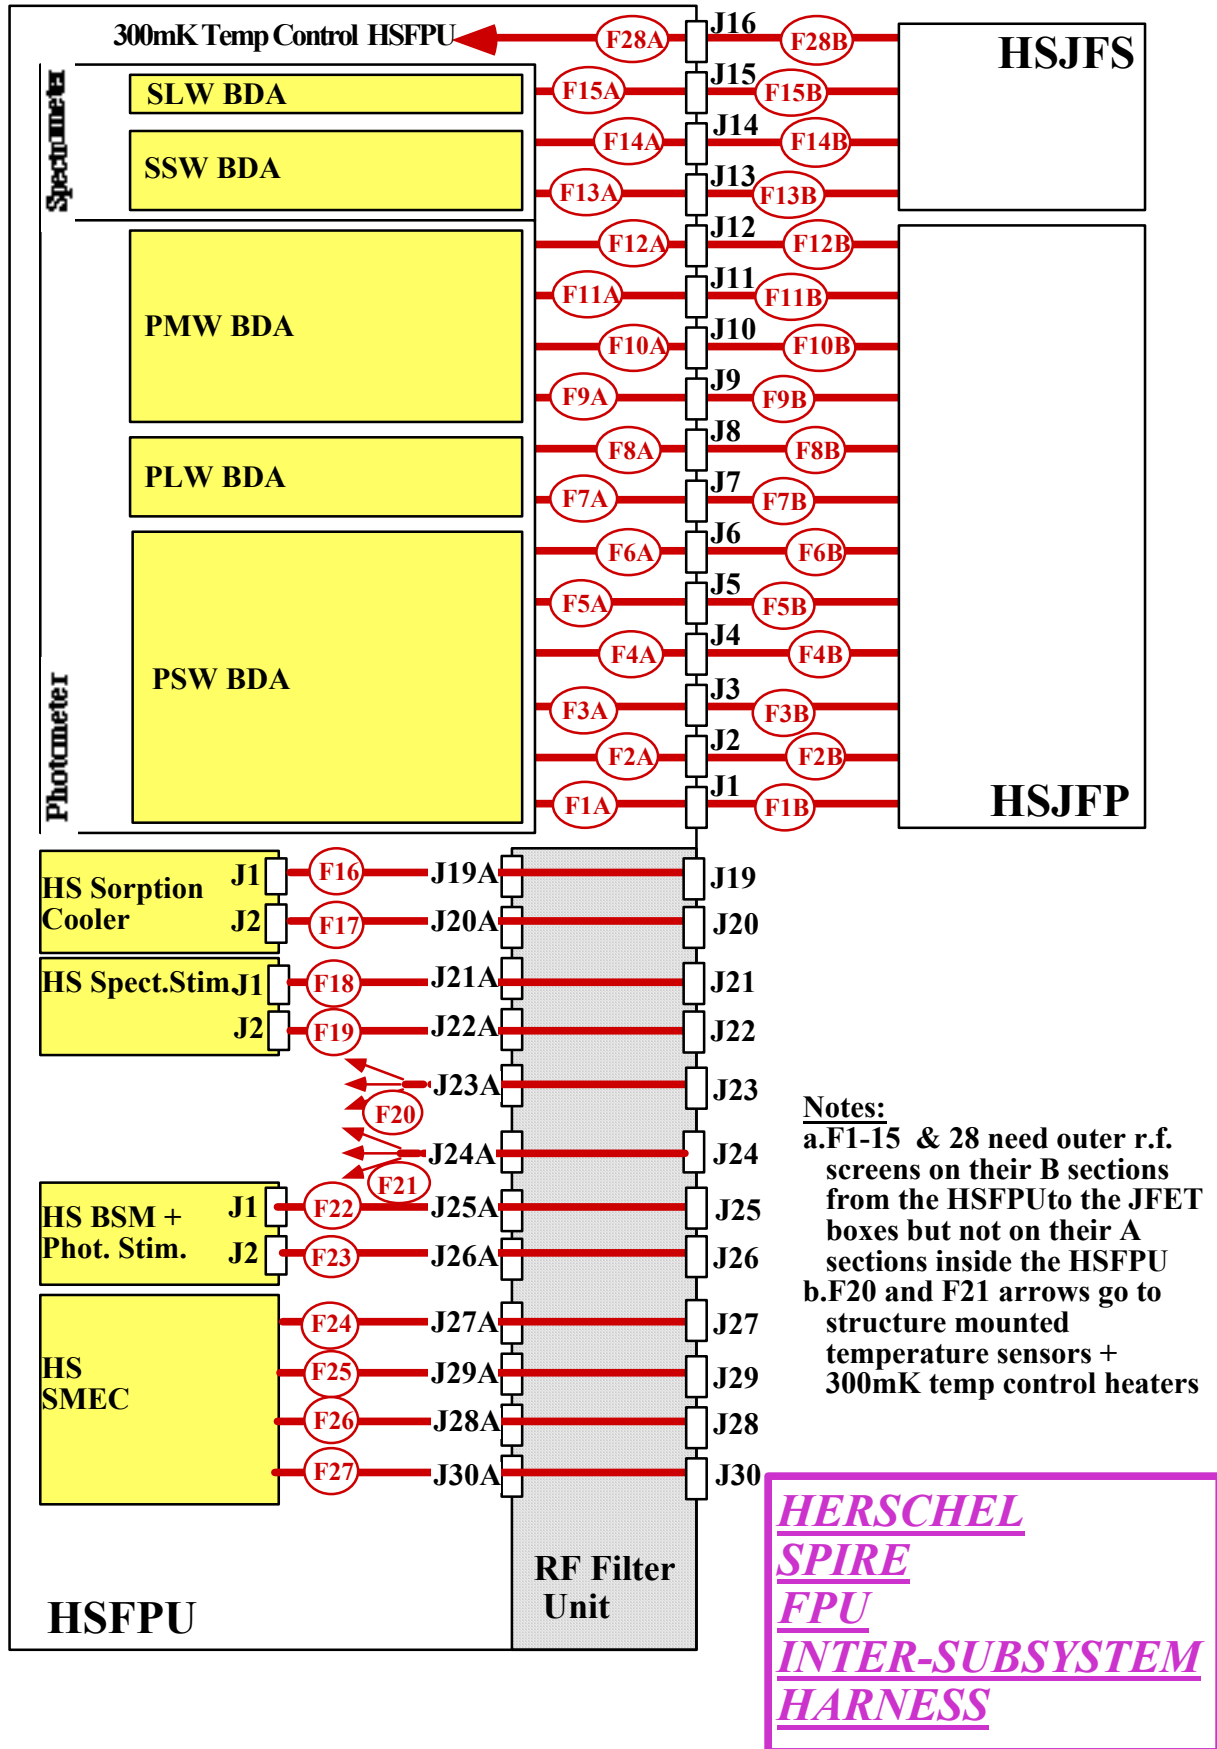 300mK Temp Control HSFPU
F28A
J16
F28B
HSJFS
Spectrometer
SLW BDA
F15A
J15
F15B
SSW BDA
F14A
J14
F14B
F13A
J13
F13B
Photometer
PMW BDA
F12A
J12
F12B
F11A
J11
F11B
F10A
J10
F10B
F9A
J9
F9B
PLW BDA
F8A
J8
F8B
F7A
J7
F7B
PSW BDA
F6A
J6
F6B
F5A
J5
F5B
F4A
J4
F4B
F3A
J3
F3B
F2A
J2
F2B
F1A
J1
F1B
HSJFP
HS Sorption
Cooler
J1
F16
J19A
J19
J2
F17
J20A
J20
HS Spect.Stim.
J1
F18
J21A
J21
J2
F19
J22A
J22
J23A
J23
F20
J24A
J24
F21
HS BSM +
Phot. Stim.
J1
F22
J25A
J25
J2
F23
J26A
J26
HS
SMEC
F24
J27A
J27
F25
J29A
J29
F26
J28A
J28
F27
J30A
J30
RF Filter
Unit
HSFPU
Notes:
a.F1-15 & 28 need outer r.f.
screens on their B sections
from the HSFPUto the JFET
boxes but not on their A
sections inside the HSFPU
b.F20 and F21 arrows go to
structure mounted
temperature sensors +
300mK temp control heaters
HERSCHEL
SPIRE
FPU
INTER-SUBSYSTEM
HARNESS